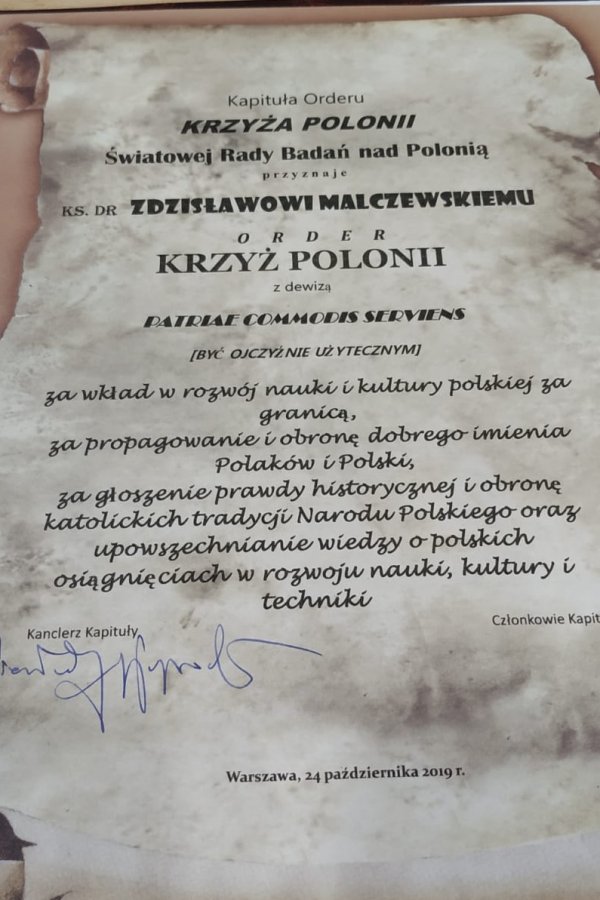 Kapituła Orderu
KRZYŻA POLONII
Światowej Rady Badań nad Polonią
przyznaje
KS. DR ZDZISŁAWOWI MALCZEWSKIEMU
ORDER
KRZYŻ POLONII
z dewizą
PATRIAE COMMODIS SERVIENS
[BYĆ OJCZYŹNIE UŻYTECZNYM]
za wkład w rozwój nauki i kultury polskiej za
granicą,
za propagowanie i obronę dobrego imienia
Polaków i Polski,
za głoszenie prawdy historycznej i obronę
katolickich tradycji Narodu Polskiego oraz
upowszechnianie wiedzy o polskich
osiągnięciach w rozwoju nauki, kultury i
techniki
Kanclerz Kapituły
Członkowie Kapit
Warszawa, 24 października 2019 r.